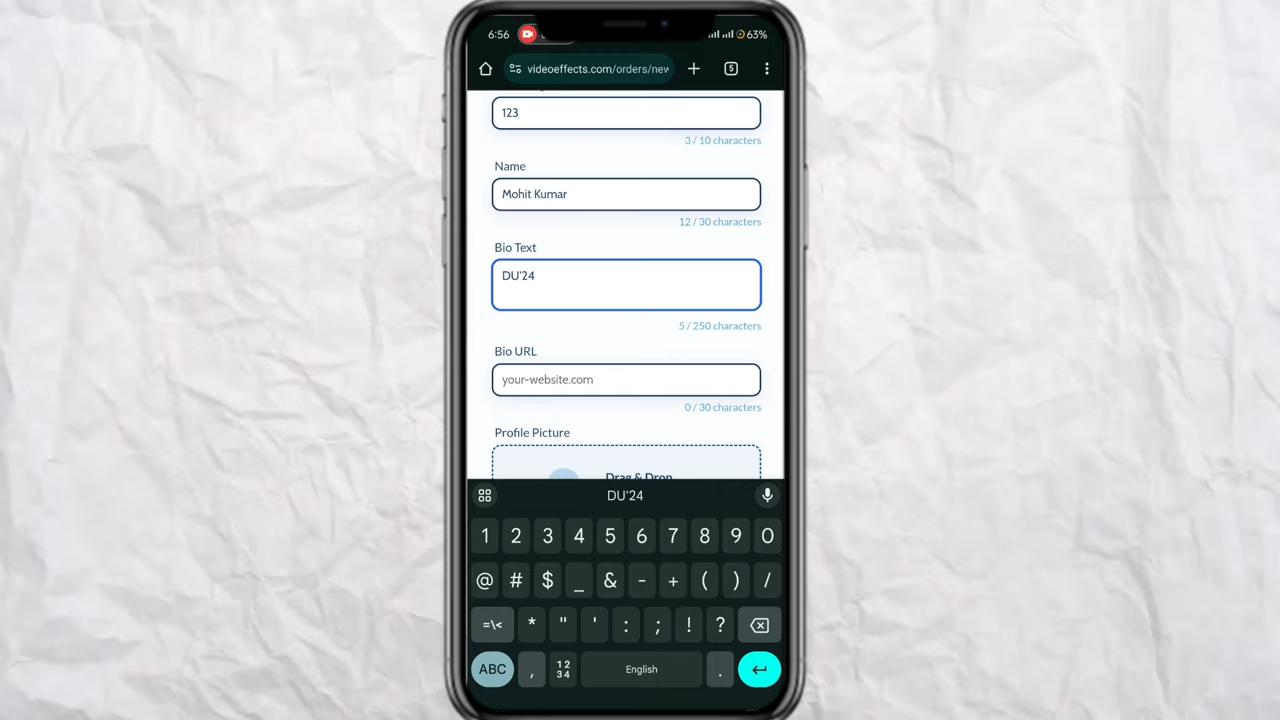 6:56
63%
videoeffects.com/orders/new
5
123
3 / 10 characters
Name
Mohit Kumar
12 / 30 characters
Bio Text
DU'24
5 / 250 characters
Bio URL
your-website.com
0 / 30 characters
Profile Picture
Drag & Drop
DU'24
1 2 3 4 5 6 7 8 9 0
@ # $ _ & - + ( ) /
=\< * " ' : ; ! ?
ABC , 12 34 English .